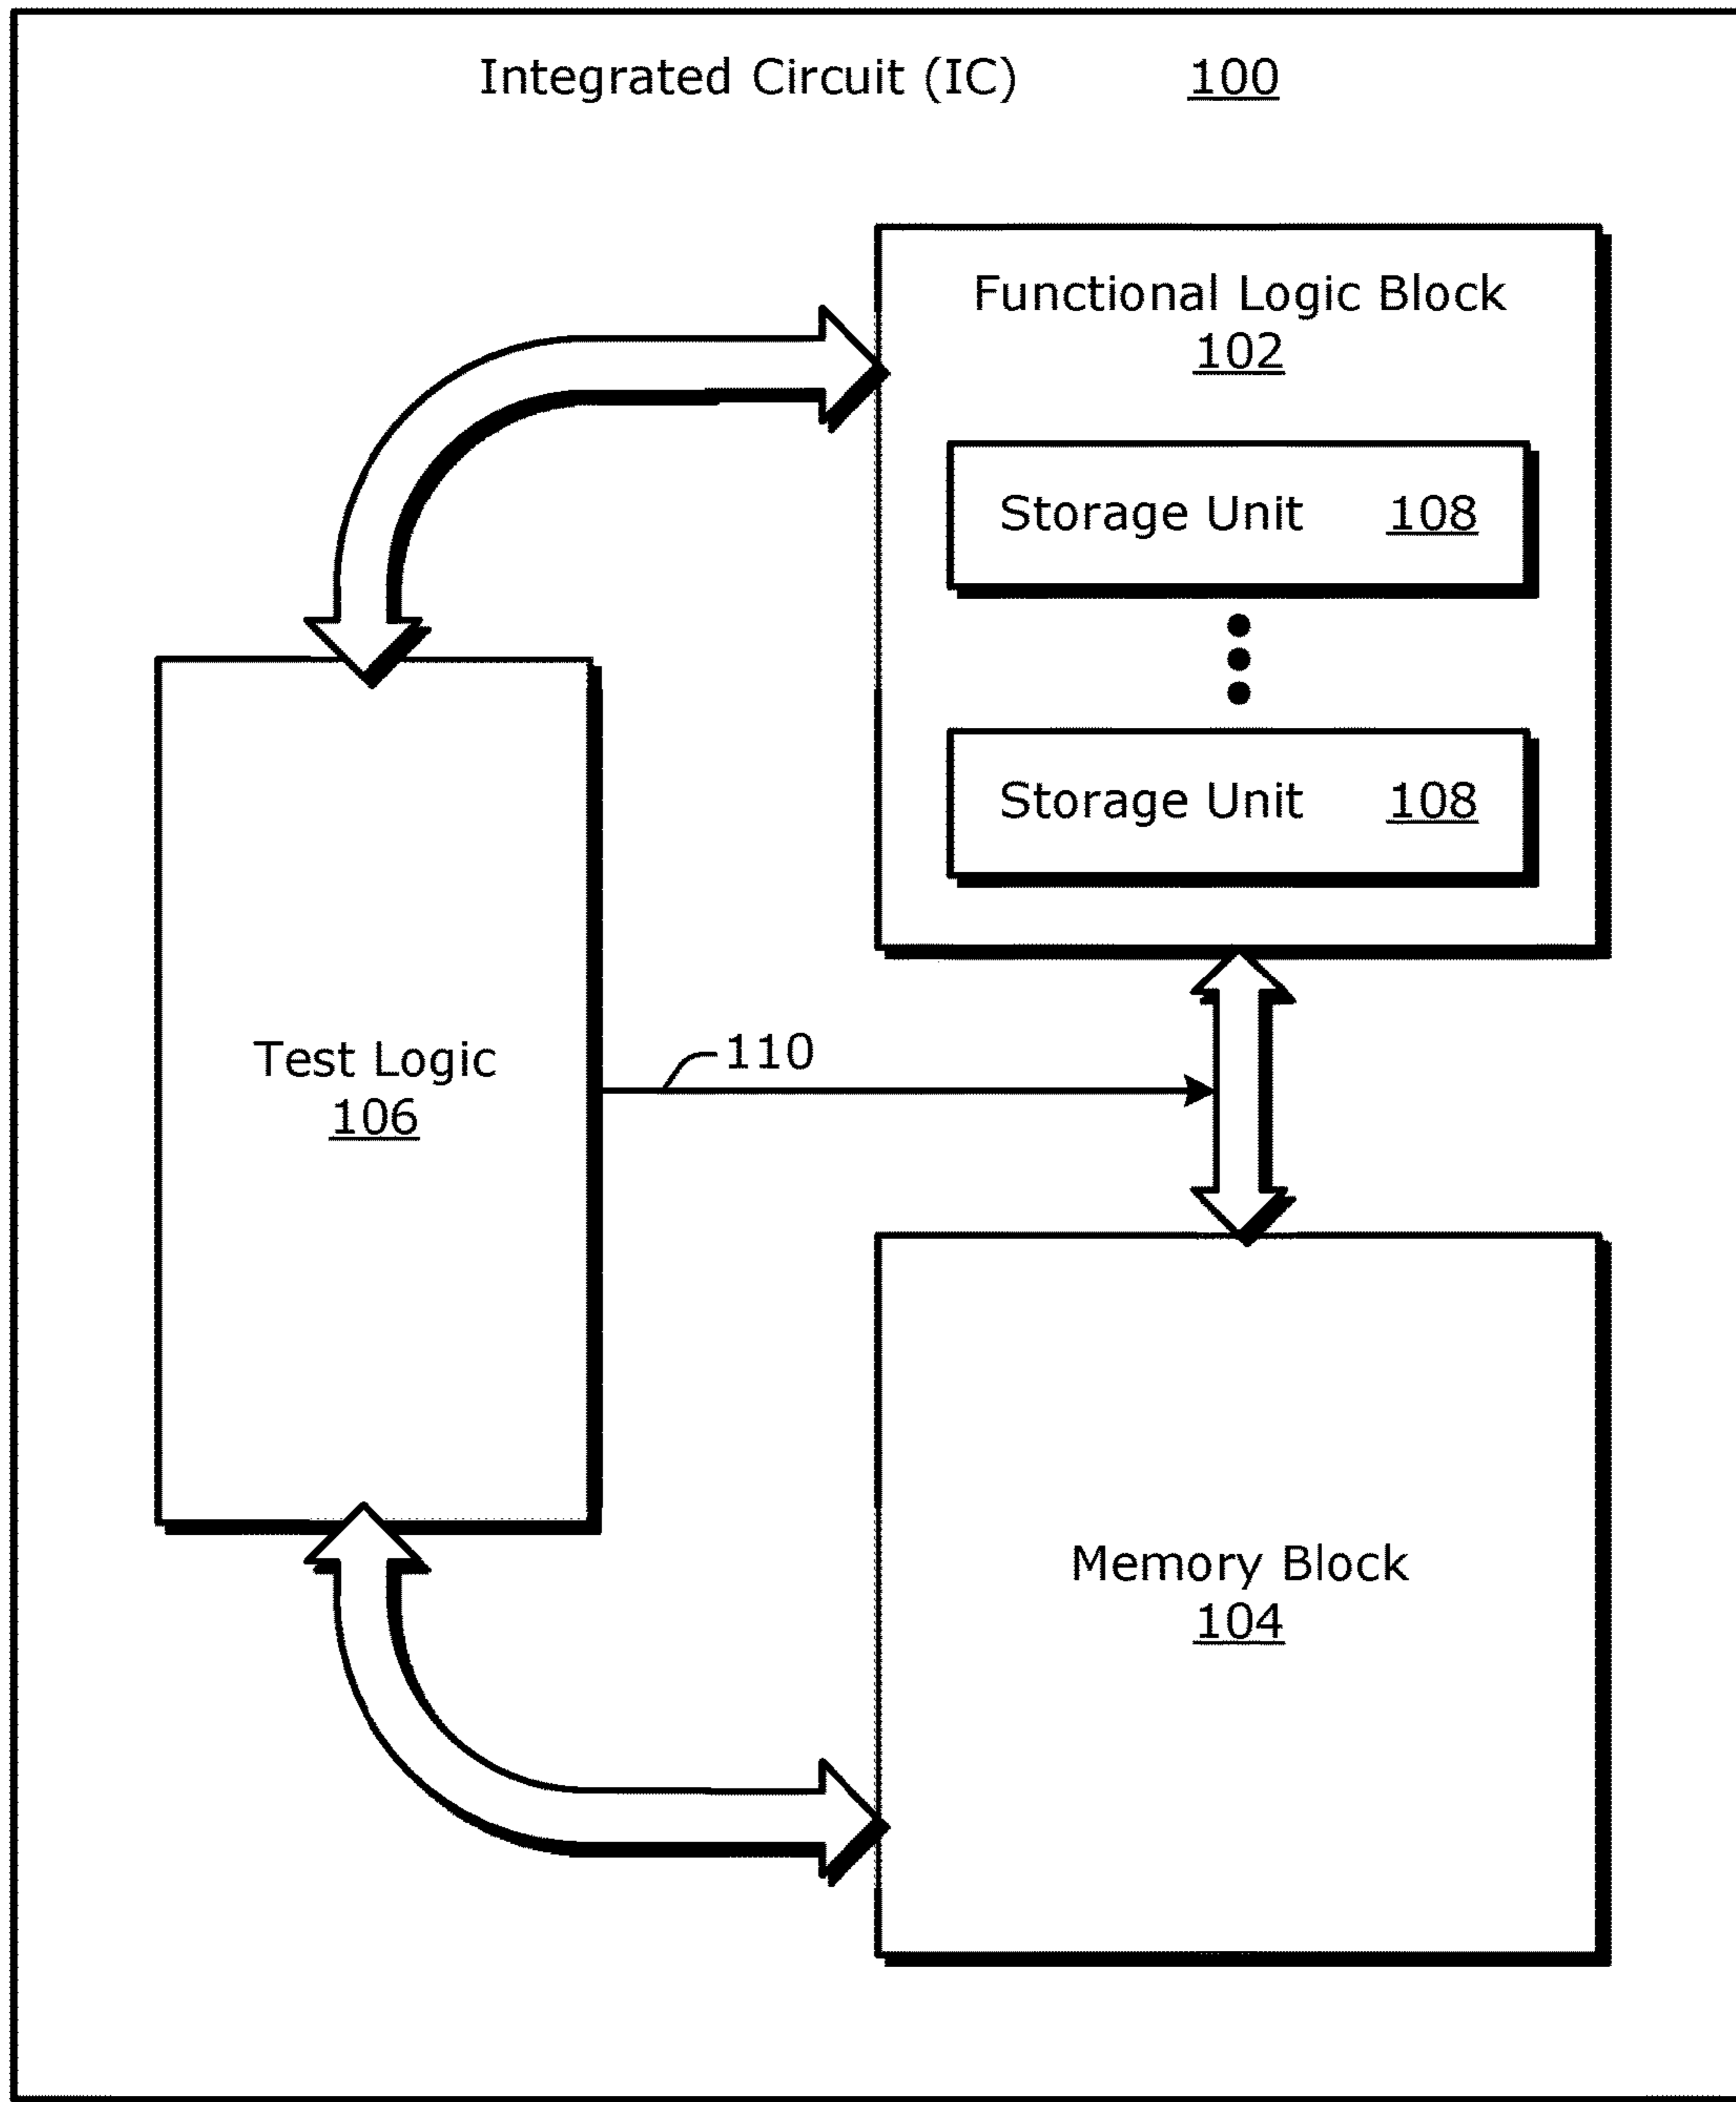 Integrated Circuit (IC) 100
Functional Logic Block
102
Storage Unit 108
Storage Unit 108
110
Test Logic
106
Memory Block
104